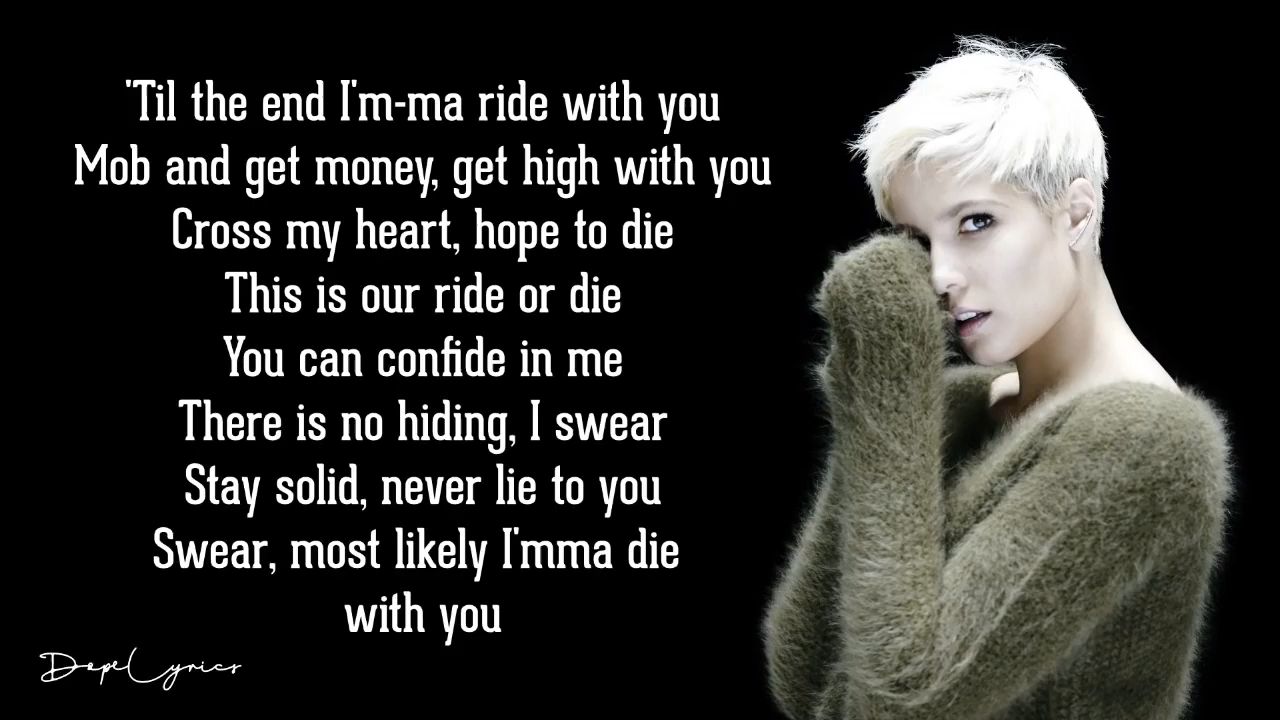 'Til the end I'm-ma ride with you
Mob and get money, get high with you
Cross my heart, hope to die
This is our ride or die
You can confide in me
There is no hiding, I swear
Stay solid, never lie to you
Swear, most likely I'mma die
with you
DopeLyrics